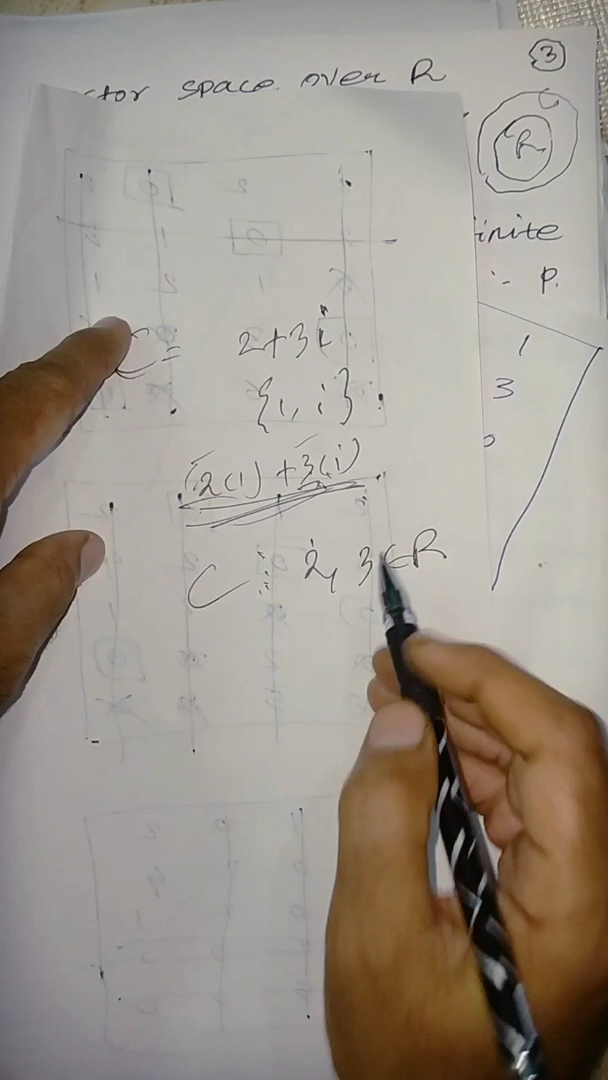 ctor space over R
3
R
inite
∴ P.
C = 2+3i
{1, i}
1
3
2(1) + 3(i)
C ∵ 2, 3 ∈ R